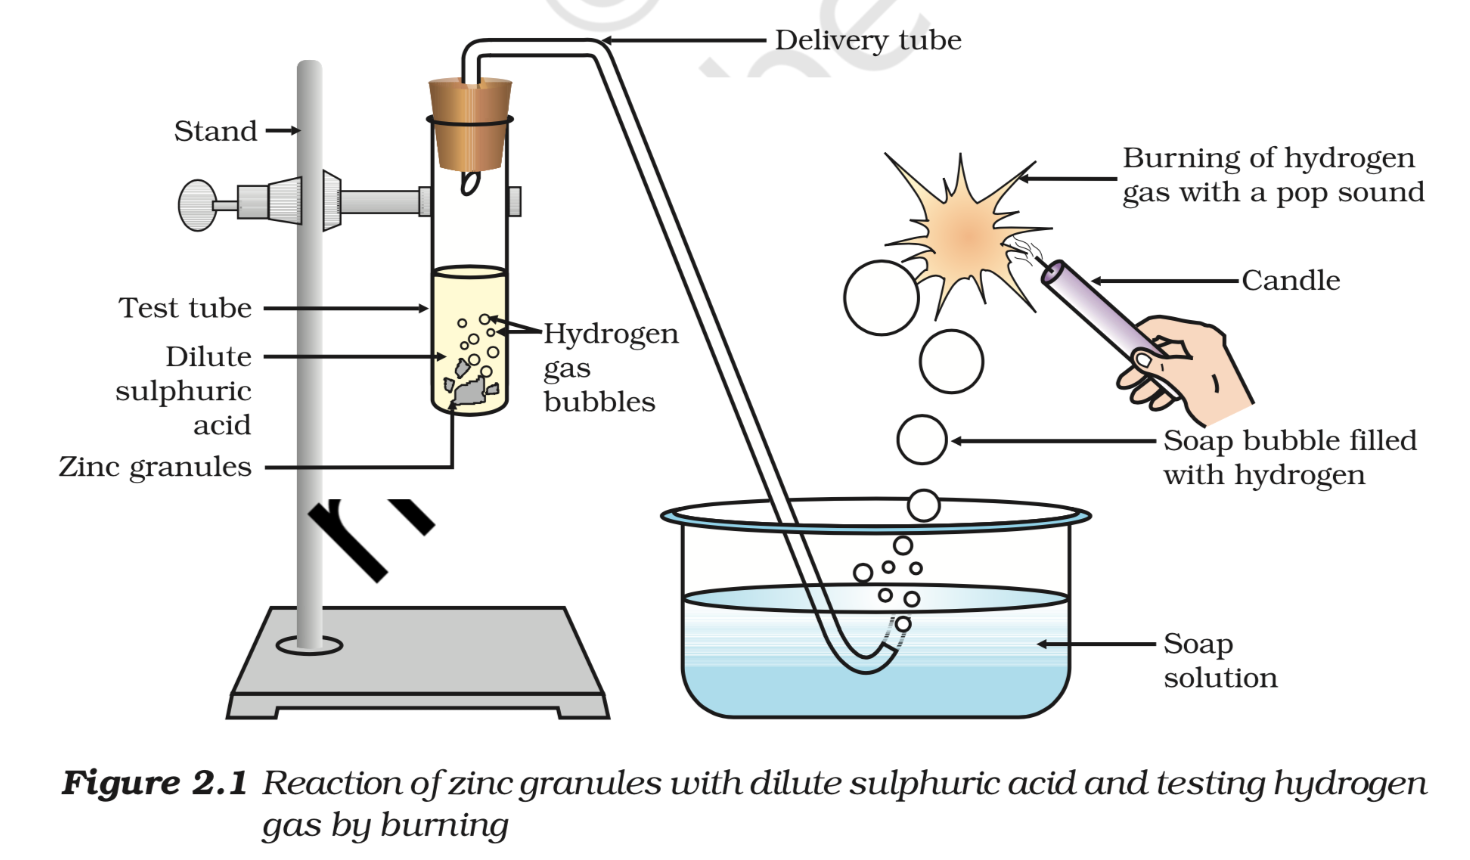 Delivery tube
Stand
Burning of hydrogen
gas with a pop sound
Candle
Test tube
Hydrogen
gas
bubbles
Dilute
sulphuric
acid
Zinc granules
Soap bubble filled
with hydrogen
Soap
solution
Figure 2.1 Reaction of zinc granules with dilute sulphuric acid and testing hydrogen
gas by burning